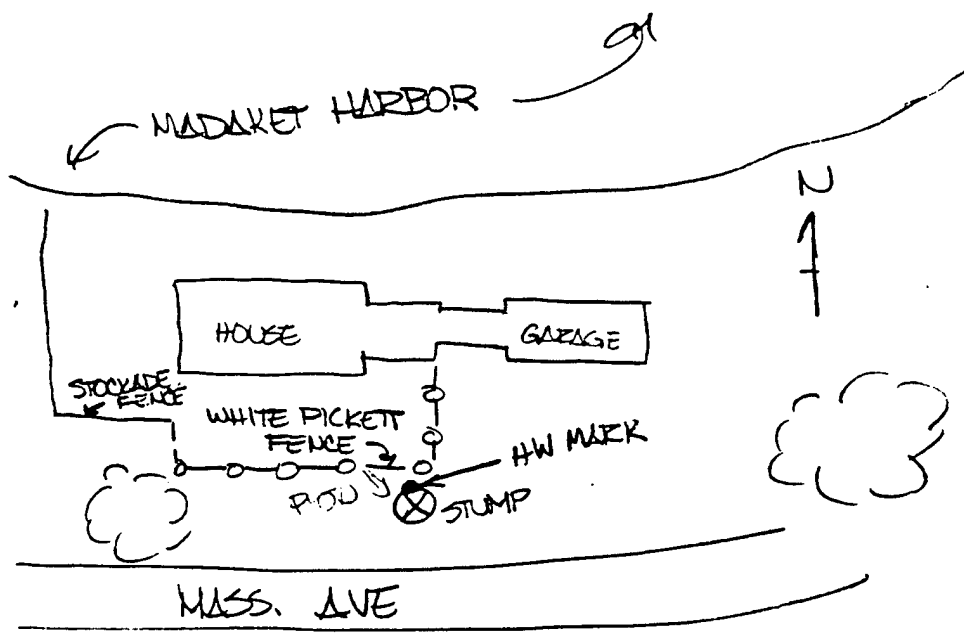 MADAKET HARBOR
N
HOUSE
GARAGE
STOCKADE
FENCE
WHITE PICKETT
FENCE
HW MARK
STUMP
MASS. AVE